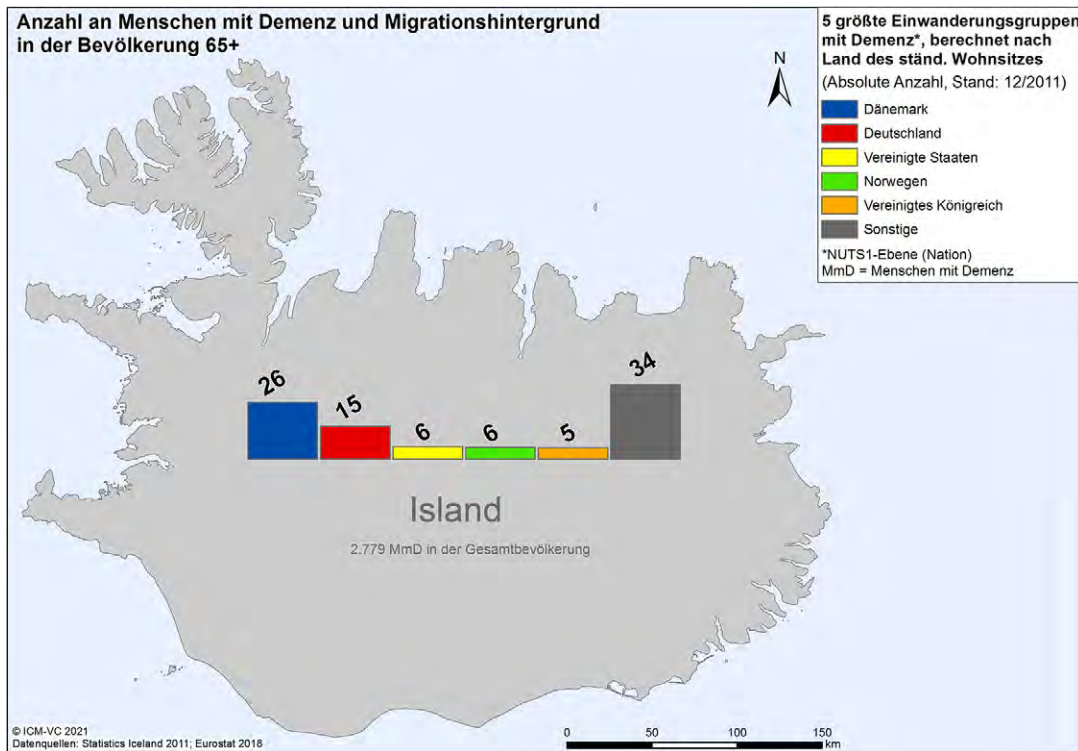 Anzahl an Menschen mit Demenz und Migrationshintergrund
in der Bevölkerung 65+
5 größte Einwanderungsgruppen
mit Demenz*, berechnet nach
Land des ständ. Wohnsitzes
(Absolute Anzahl, Stand: 12/2011)
Dänemark
Deutschland
Vereinigte Staaten
Norwegen
Vereinigtes Königreich
Sonstige
*NUTS1-Ebene (Nation)
MmD = Menschen mit Demenz
N
26
15
6
6
5
34
Island
2.779 MmD in der Gesamtbevölkerung
© ICM-VC 2021
Datenquellen: Statistics Iceland 2011; Eurostat 2018
0 50 100 150
km